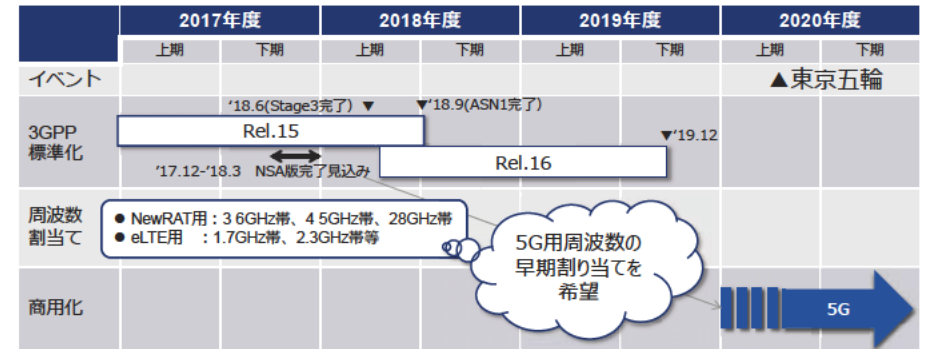 2017年度 2018年度 2019年度 2020年度
上期 下期 上期 下期 上期 下期 上期 下期
イベント
▲東京五輪
‘18.6(Stage3完了) ▼ ▼‘18.9(ASN1完了)
3GPP
標準化
Rel.15
▼‘19.12
Rel.16
‘17.12-‘18.3 NSA版完了見込み
周波数
割当て
● NewRAT用：3 6GHz帯、4 5GHz帯、28GHz帯
● eLTE用 ：1.7GHz帯、2.3GHz帯等
5G用周波数の
早期割り当てを
希望
商用化
5G